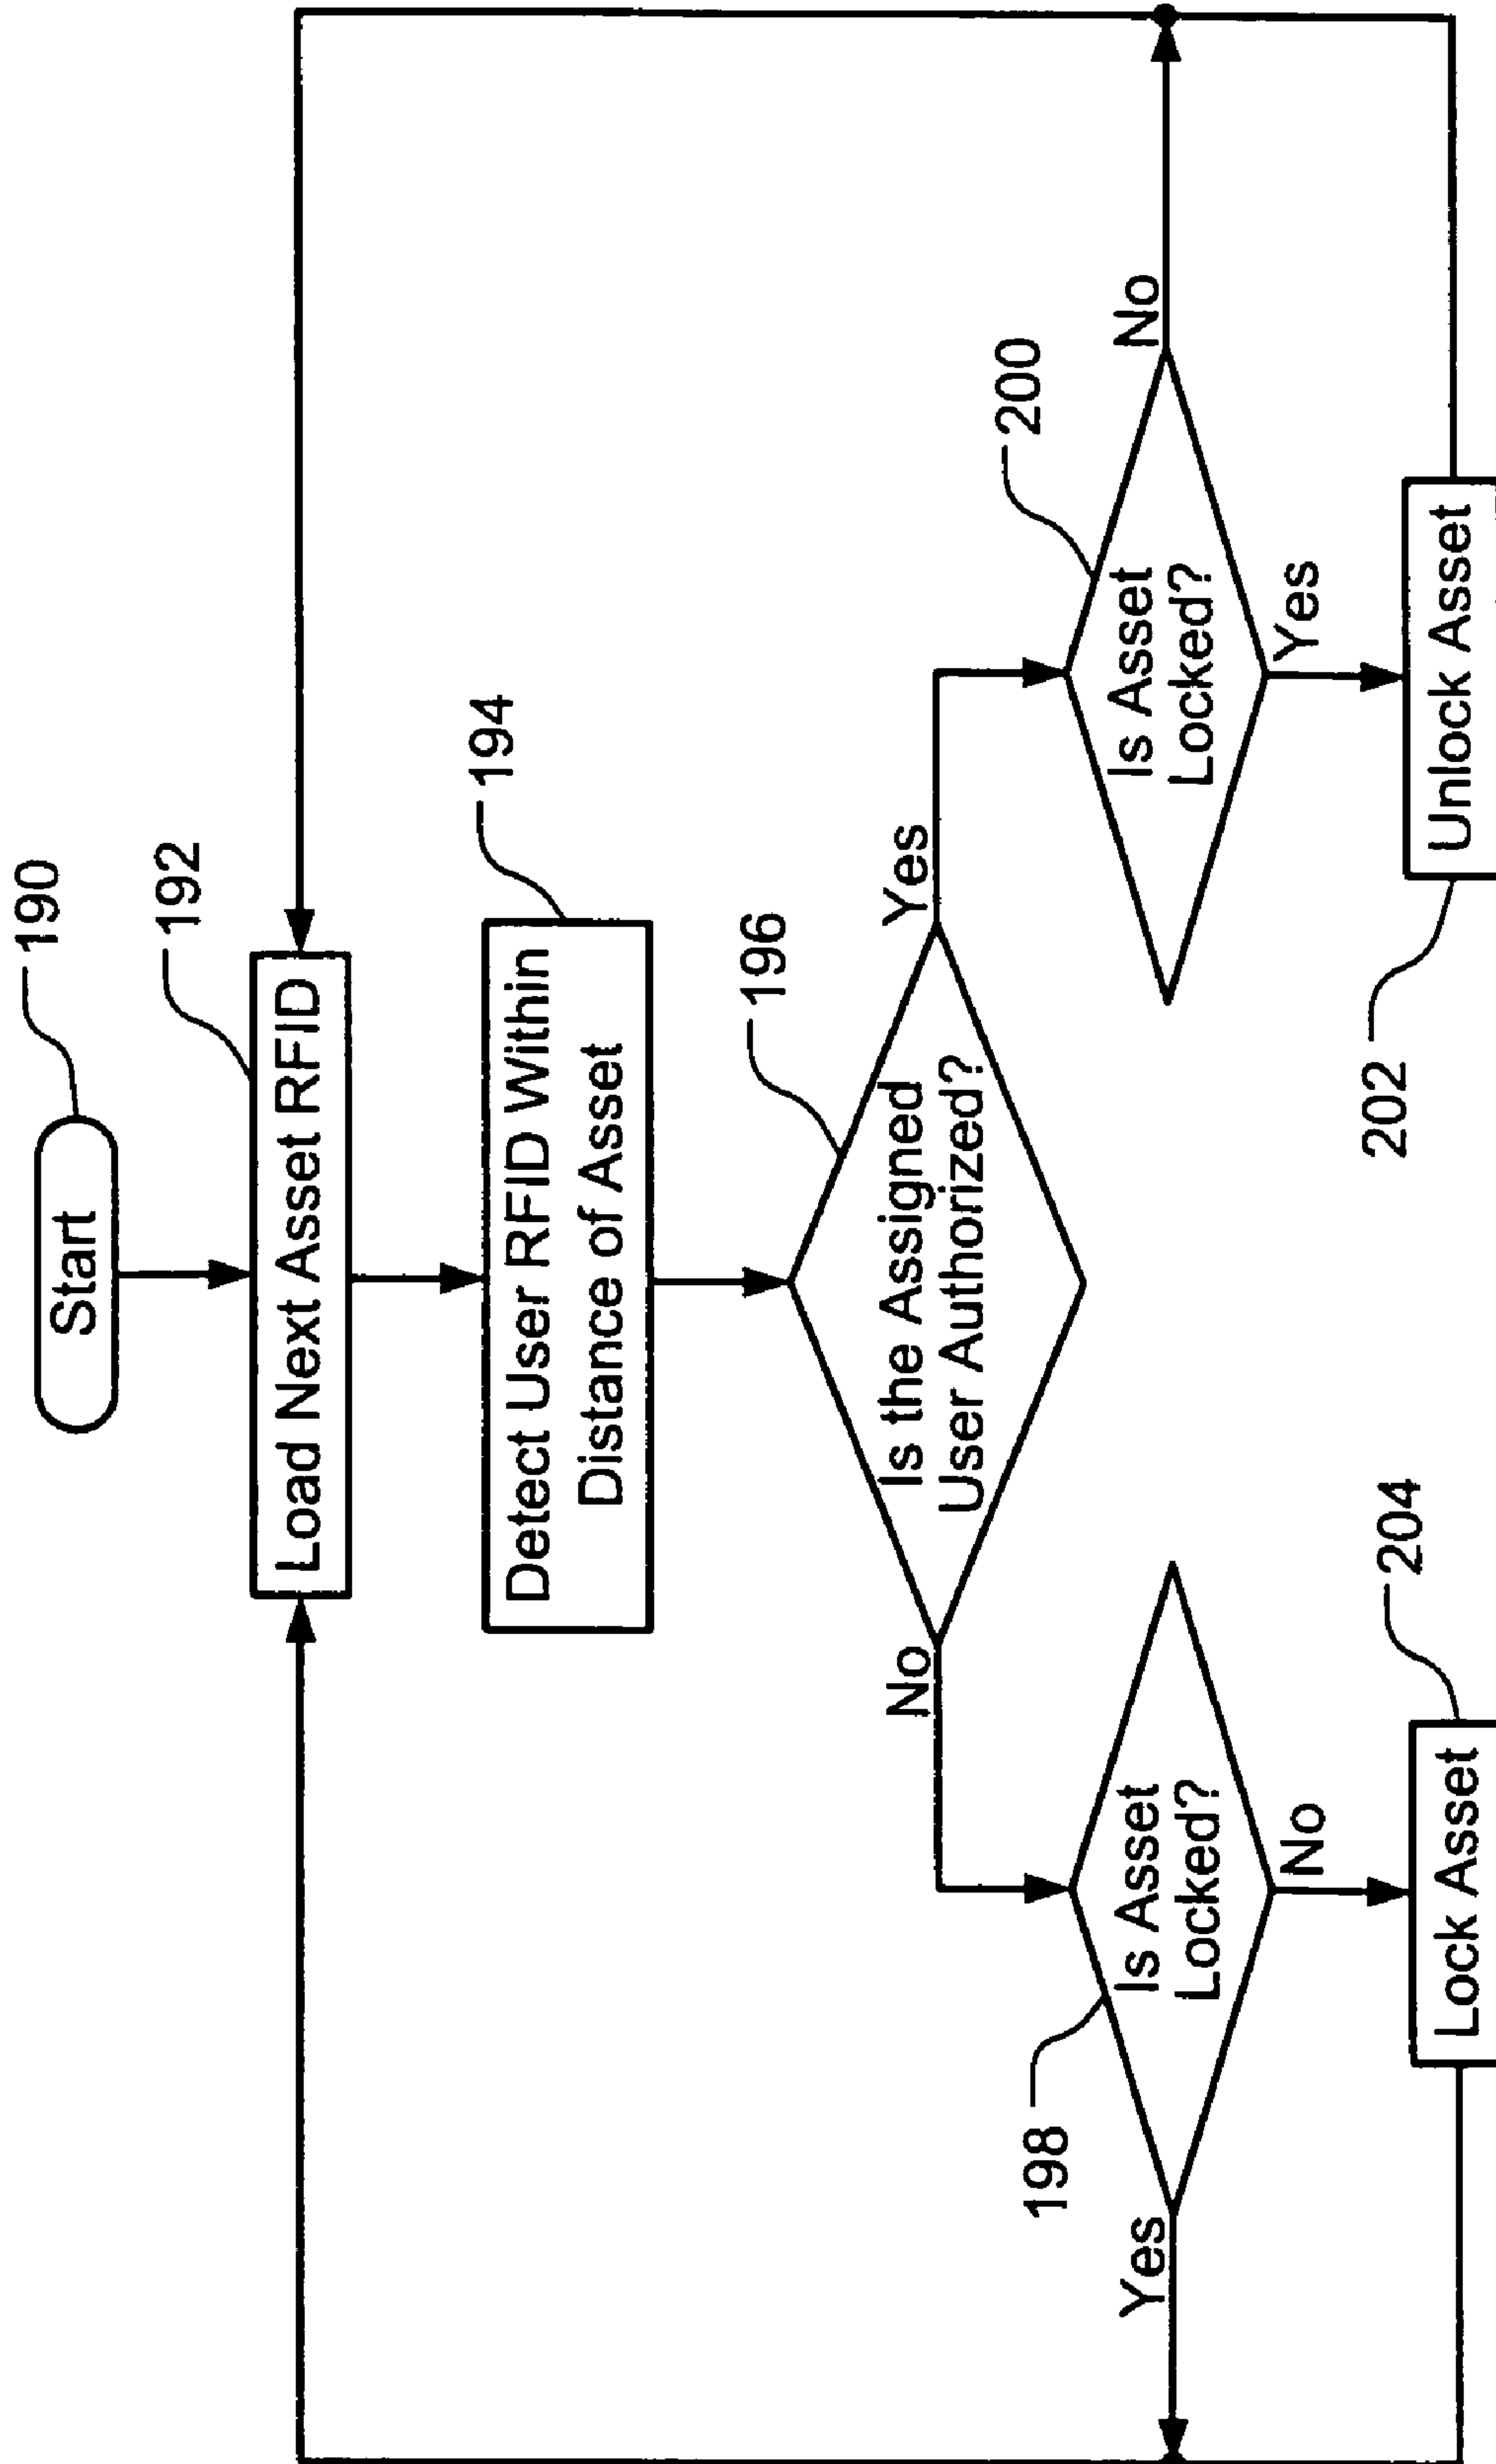 Start
190
Load Next Asset RFID
192
Detect User RFID Within
Distance of Asset
194
Is the Assigned
User Authorized?
196
No
Yes
Is Asset
Locked?
198
Yes
No
Is Asset
Locked?
200
No
Yes
Lock Asset
204
Unlock Asset
202